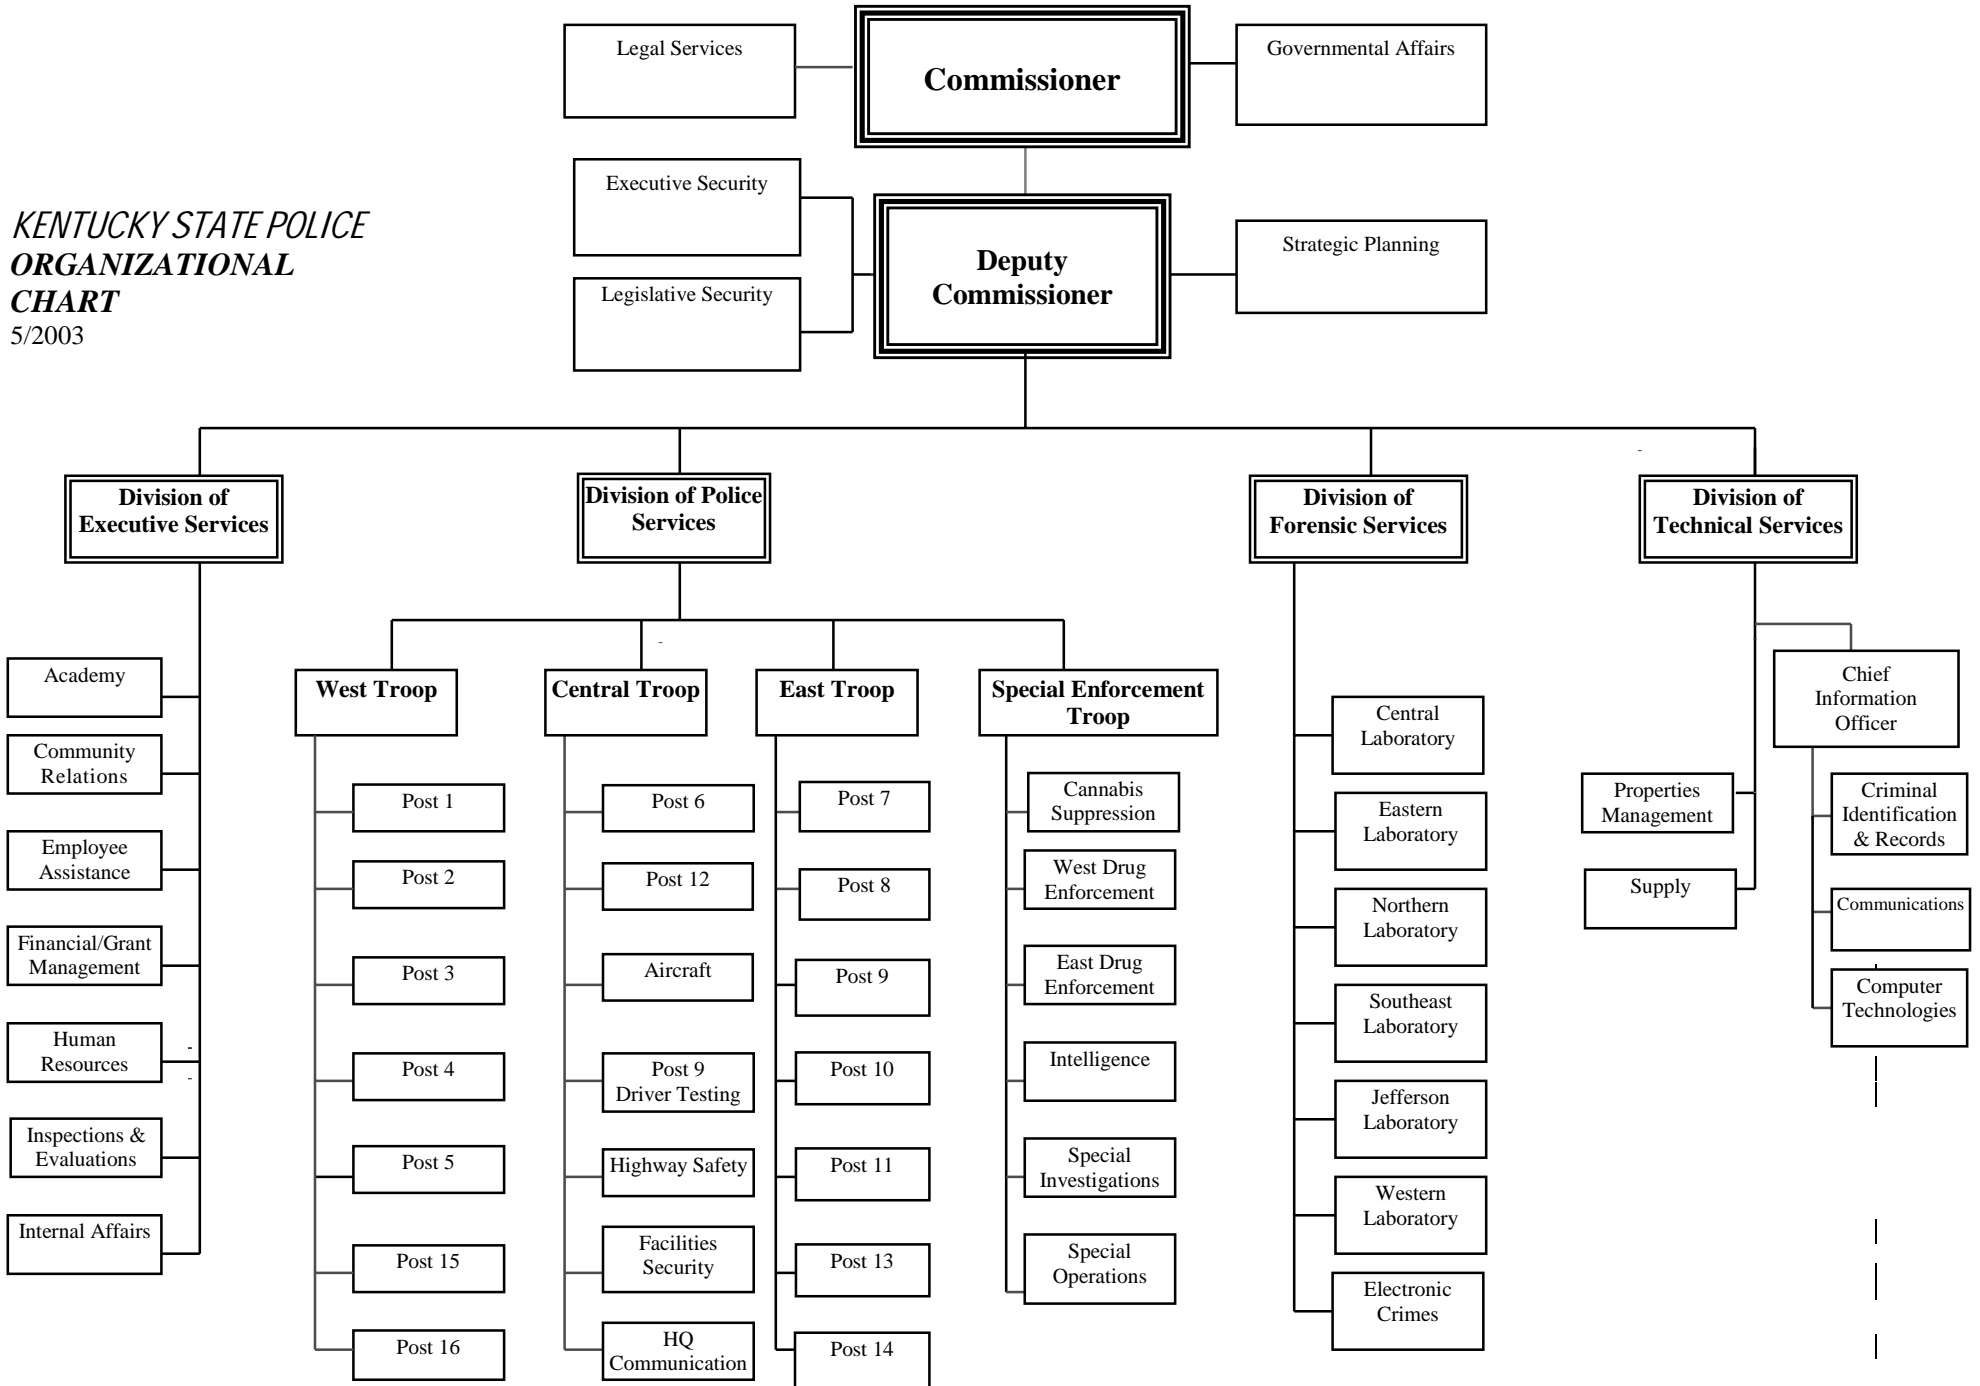 Legal Services
Commissioner
Governmental Affairs
Executive Security
Legislative Security
Deputy
Commissioner
Strategic Planning
KENTUCKY STATE POLICE
ORGANIZATIONAL
CHART
5/2003
Division of
Executive Services
Division of Police
Services
Division of
Forensic Services
Division of
Technical Services
Academy
Community
Relations
Employee
Assistance
Financial/Grant
Management
Human
Resources
Inspections &
Evaluations
Internal Affairs
West Troop
Post 1
Post 2
Post 3
Post 4
Post 5
Post 15
Post 16
Central Troop
Post 6
Post 12
Aircraft
Post 9
Driver Testing
Highway Safety
Facilities
Security
HQ
Communication
East Troop
Post 7
Post 8
Post 9
Post 10
Post 11
Post 13
Post 14
Special Enforcement
Troop
Cannabis
Suppression
West Drug
Enforcement
East Drug
Enforcement
Intelligence
Special
Investigations
Special
Operations
Central
Laboratory
Eastern
Laboratory
Northern
Laboratory
Southeast
Laboratory
Jefferson
Laboratory
Western
Laboratory
Electronic
Crimes
Properties
Management
Supply
Chief
Information
Officer
Criminal
Identification
& Records
Communications
Computer
Technologies